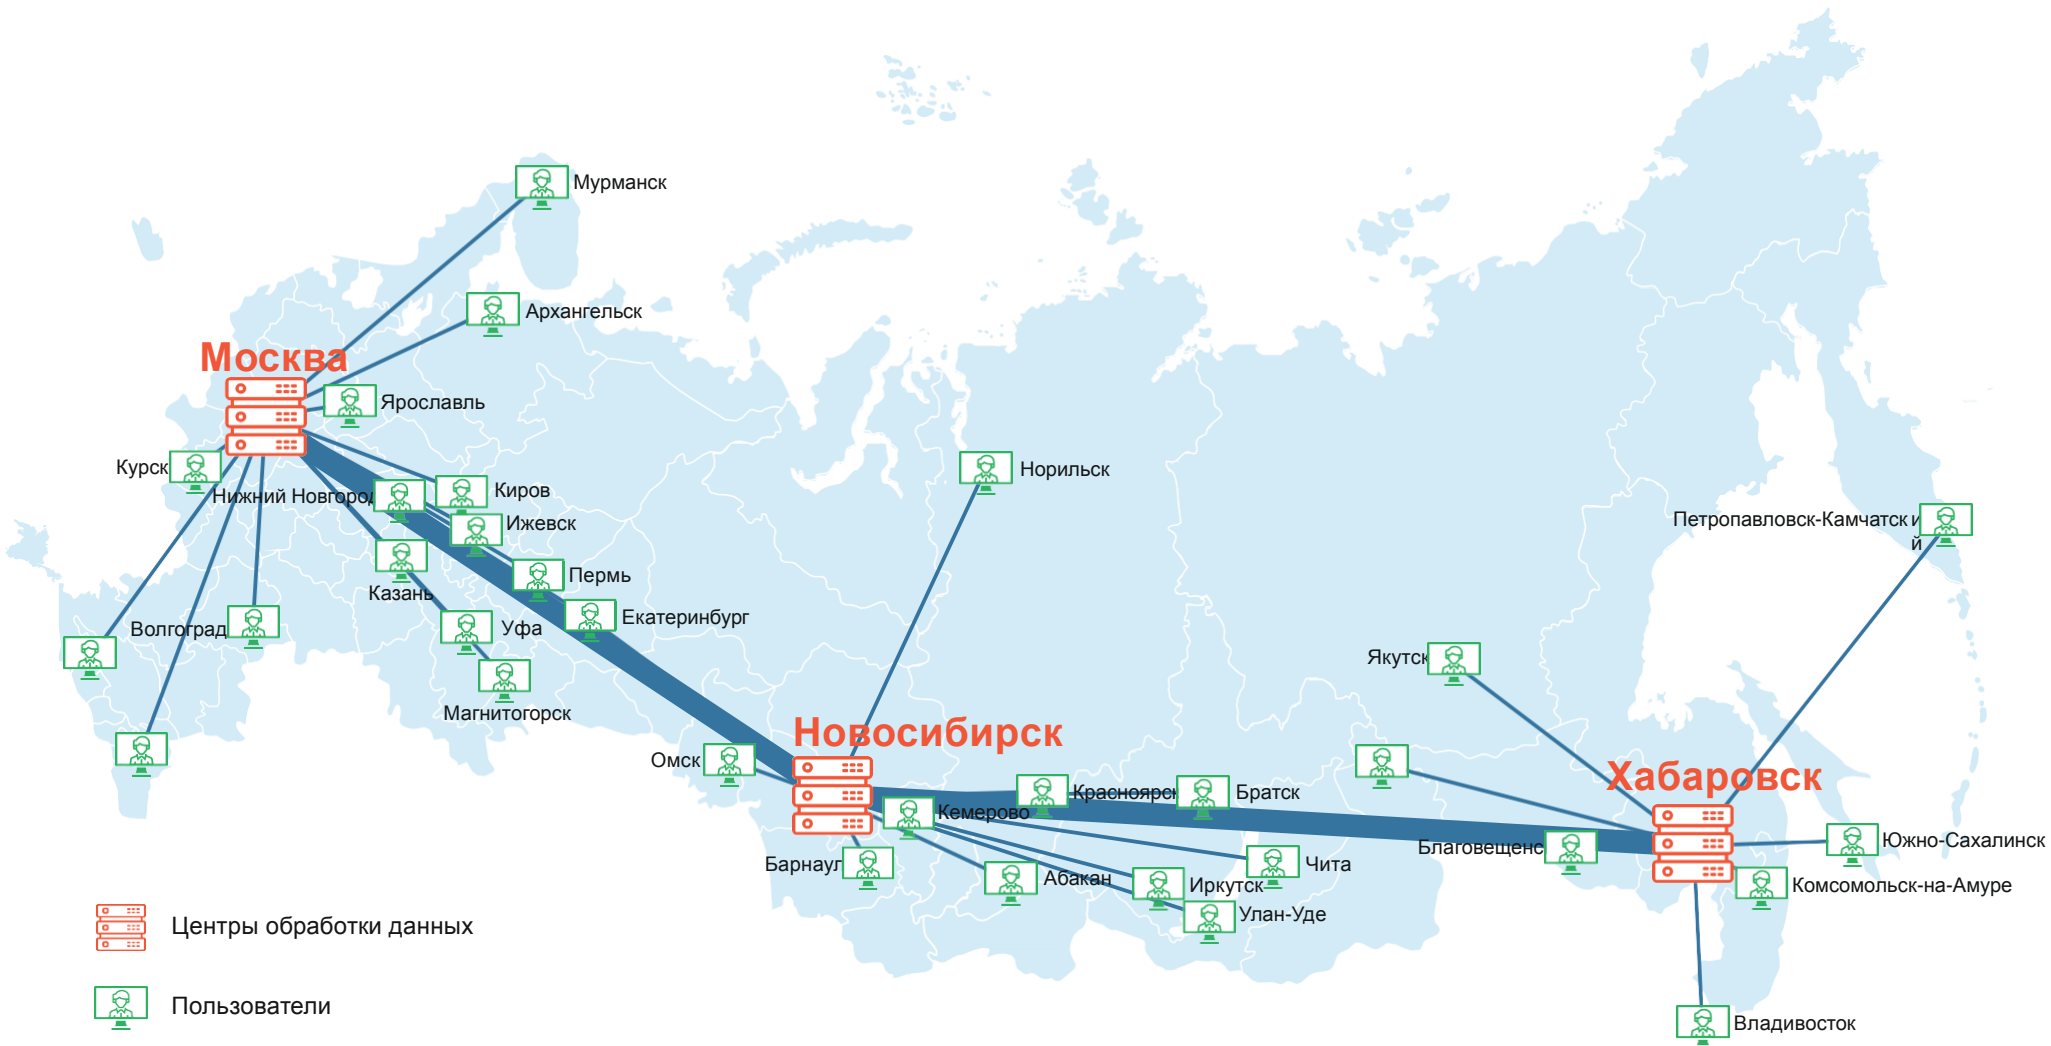 Мурманск
Архангельск
Москва
Ярославль
Курск
Нижний Новгород
Киров
Ижевск
Норильск
Петропавловск-Камчатски
й
Казань
Пермь
Волгоград
Уфа
Екатеринбург
Якутск
Магнитогорск
Омск
Новосибирск
Хабаровск
Красноярск
Братск
Кемерово
Благовещенс
Южно-Сахалинск
Барнаул
Абакан
Иркутск
Чита
Комсомольск-на-Амуре
Улан-Уде
Центры обработки данных
Пользователи
Владивосток